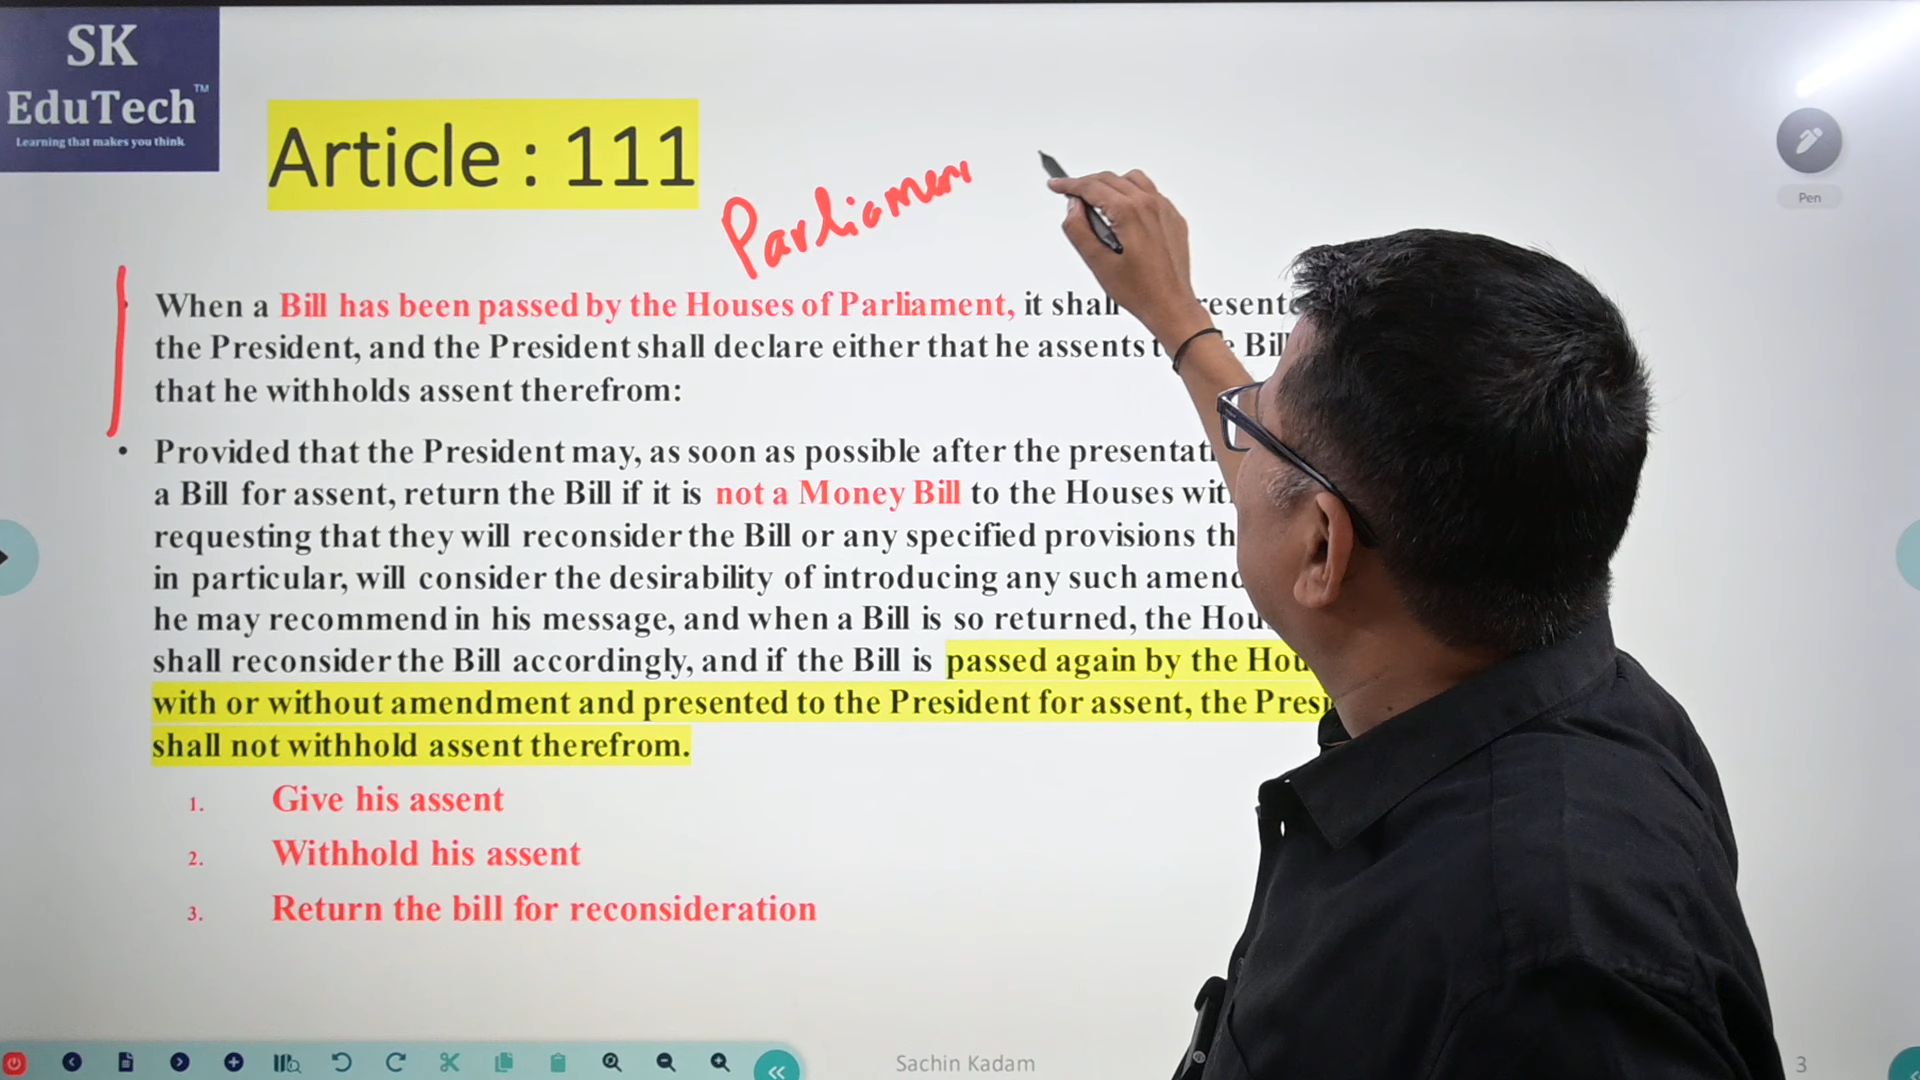 SK
EduTech™
Learning that makes you think
Article : 111
Parliamen
Pen
When a Bill has been passed by the Houses of Parliament, it shall
the President, and the President shall declare either that he assents Bill
that he withholds assent therefrom:
• Provided that the President may, as soon as possible after the
a Bill for assent, return the Bill if it is not a Money Bill to the Houses
requesting that they will reconsider the Bill or any specified provisions
in particular, will consider the desirability of introducing any such
he may recommend in his message, and when a Bill is so returned, the
shall reconsider the Bill accordingly, and if the Bill is passed again by the
with or without amendment and presented to the President for assent, the
shall not withhold assent therefrom.
1. Give his assent
2. Withhold his assent
3. Return the bill for reconsideration
Sachin Kadam
3